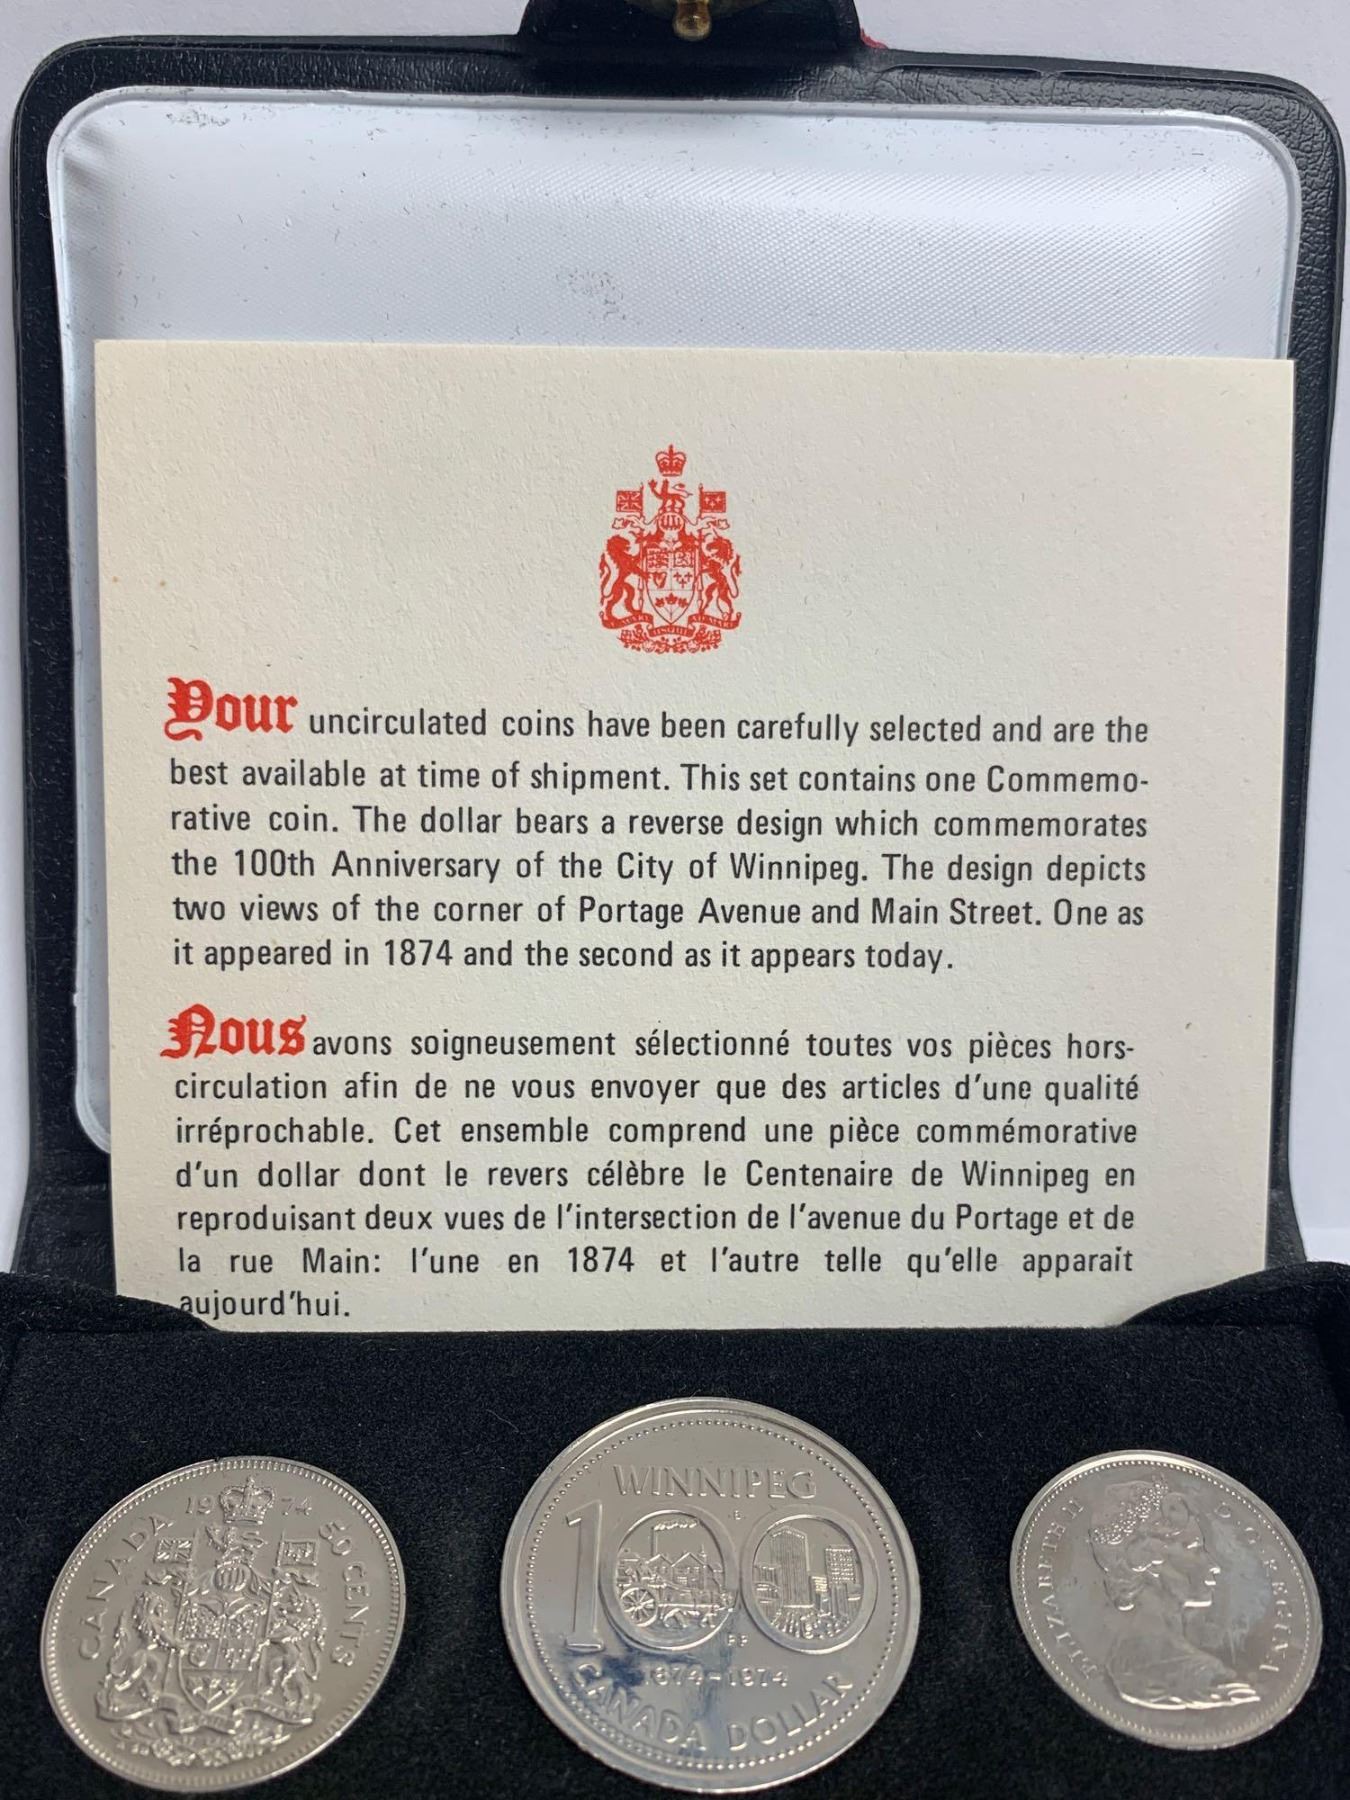 Your uncirculated coins have been carefully selected and are the
best available at time of shipment. This set contains one Commemo-
rative coin. The dollar bears a reverse design which commemorates
the 100th Anniversary of the City of Winnipeg. The design depicts
two views of the corner of Portage Avenue and Main Street. One as
it appeared in 1874 and the second as it appears today.
Nous avons soigneusement sélectionné toutes vos pièces hors-
circulation afin de ne vous envoyer que des articles d'une qualité
irréprochable. Cet ensemble comprend une pièce commémorative
d'un dollar dont le revers célèbre le Centenaire de Winnipeg en
reproduisant deux vues de l'intersection de l'avenue du Portage et de
la rue Main: l'une en 1874 et l'autre telle qu'elle apparait
aujourd'hui.
CANADA 1974 50 CENTS
WINNIPEG
100
PP
1874-1974
CANADA DOLLAR
ELIZABETH II D·G·REGINA